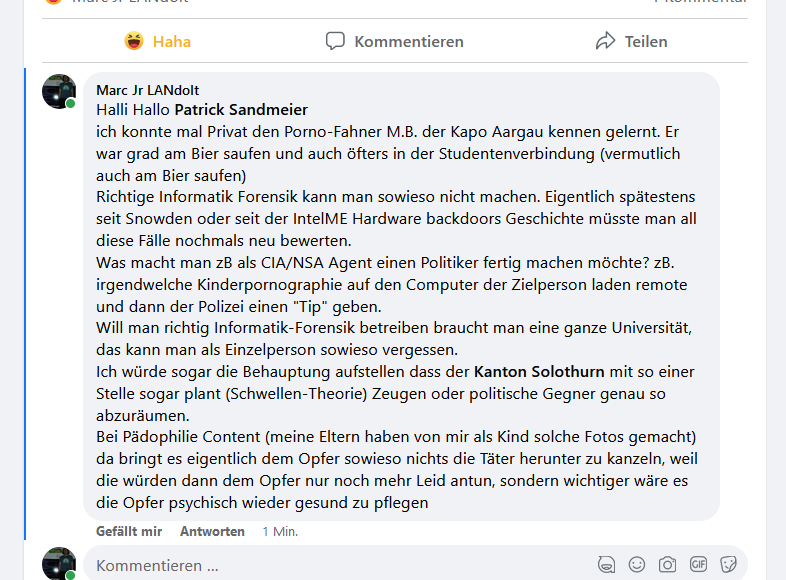 Haha
Kommentieren
Teilen
Marc Jr LANdolt
Halli Hallo Patrick Sandmeier
ich konnte mal Privat den Porno-Fahner M.B. der Kapo Aargau kennen gelernt. Er
war grad am Bier saufen und auch öfters in der Studentenverbindung (vermutlich
auch am Bier saufen)
Richtige Informatik Forensik kann man sowieso nicht machen. Eigentlich spätestens
seit Snowden oder seit der IntelME Hardware backdoors Geschichte müsste man all
diese Fälle nochmals neu bewerten.
Was macht man zB als CIA/NSA Agent einen Politiker fertig machen möchte? zB.
irgendwelche Kinderpornographie auf den Computer der Zielperson laden remote
und dann der Polizei einen "Tip" geben.
Will man richtig Informatik-Forensik betreiben braucht man eine ganze Universität,
das kann man als Einzelperson sowieso vergessen.
Ich würde sogar die Behauptung aufstellen dass der Kanton Solothurn mit so einer
Stelle sogar plant (Schwellen-Theorie) Zeugen oder politische Gegner genau so
abzuräumen.
Bei Pädophilie Content (meine Eltern haben von mir als Kind solche Fotos gemacht)
da bringt es eigentlich dem Opfer sowieso nichts die Täter herunter zu kanzeln, weil
die würden dann dem Opfer nur noch mehr Leid antun, sondern wichtiger wäre es
die Opfer psychisch wieder gesund zu pflegen
Gefällt mir Antworten 1 Min.
Kommentieren ...
GIF